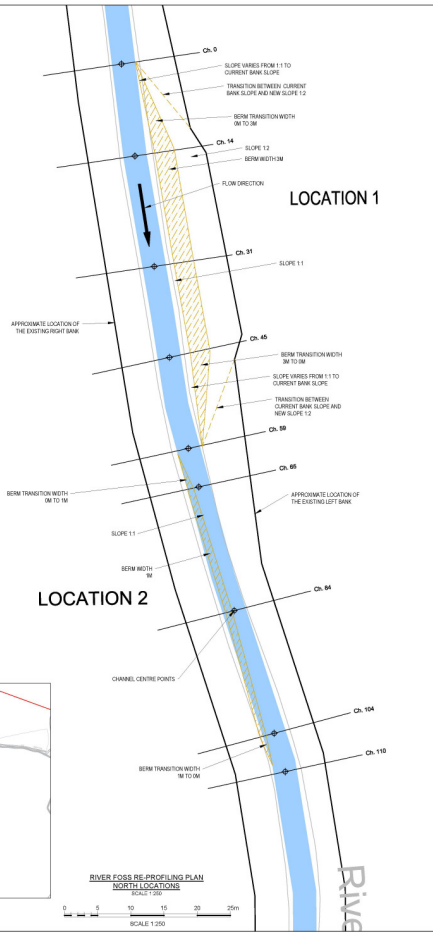 Ch. 0
SLOPE VARIES FROM 1:1 TO
CURRENT BANK SLOPE
TRANSITION BETWEEN CURRENT
BANK SLOPE AND NEW SLOPE 1:2
BERM TRANSITION WIDTH
0M TO 3M
Ch. 14
SLOPE 1:2
BERM WIDTH 3M
FLOW DIRECTION
LOCATION 1
Ch. 31
SLOPE 1:1
APPROXIMATE LOCATION OF
THE EXISTING RIGHT BANK
Ch. 45
BERM TRANSITION WIDTH
3M TO 0M
SLOPE VARIES FROM 1:1 TO
CURRENT BANK SLOPE
TRANSITION BETWEEN
CURRENT BANK SLOPE AND
NEW SLOPE 1:2
Ch. 59
Ch. 65
BERM TRANSITION WIDTH
0M TO 1M
APPROXIMATE LOCATION OF
THE EXISTING LEFT BANK
SLOPE 1:1
BERM WIDTH
1M
Ch. 84
LOCATION 2
CHANNEL CENTRE POINTS
Ch. 104
Ch. 110
BERM TRANSITION WIDTH
1M TO 0M
RIVER FOSS RE-PROFILING PLAN
NORTH LOCATIONS
SCALE 1:250
0 5 10 15 20 25m
SCALE 1:250
Rive